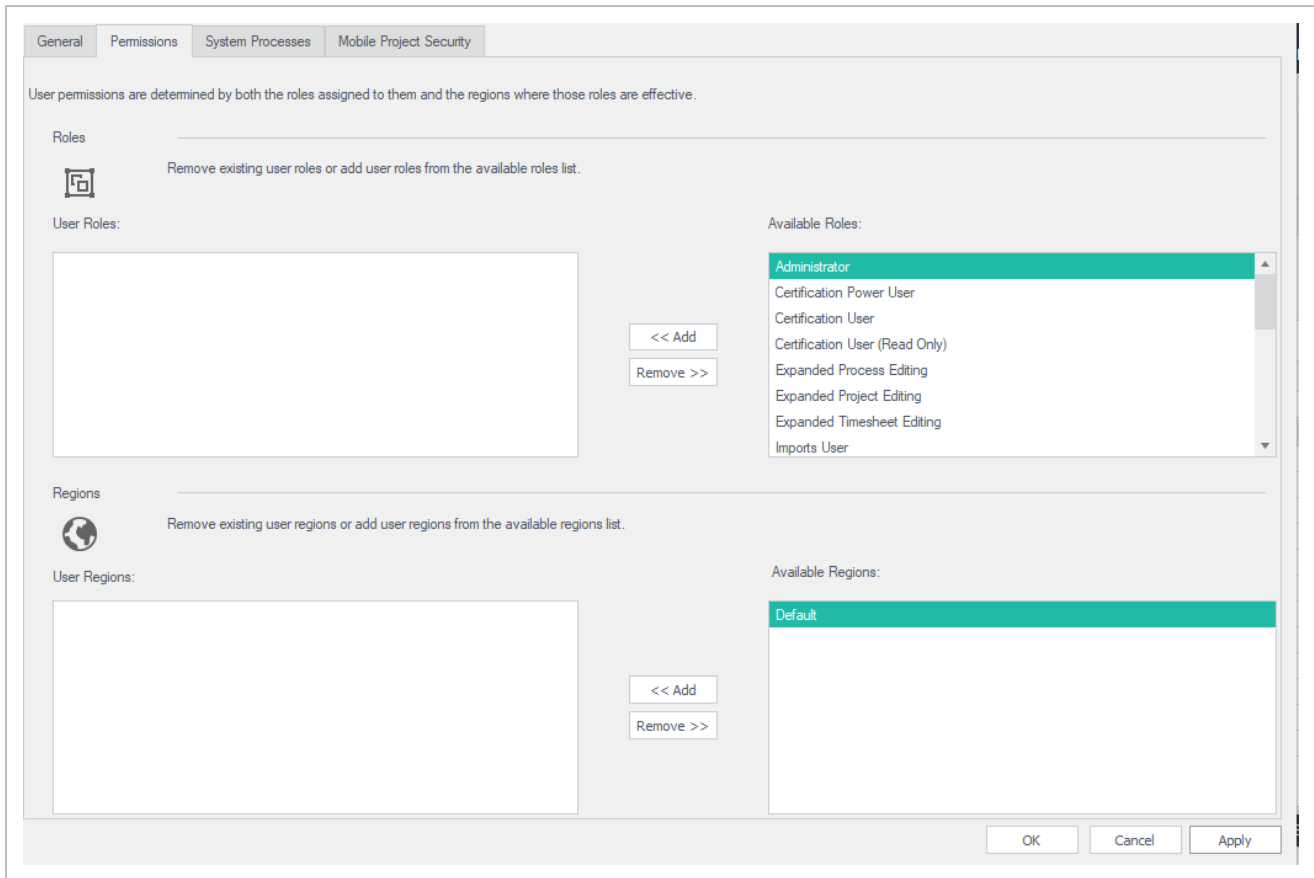 General Permissions System Processes Mobile Project Security
User permissions are determined by both the roles assigned to them and the regions where those roles are effective.
Roles
Remove existing user roles or add user roles from the available roles list.
User Roles:
Available Roles:
Administrator
Certification Power User
Certification User
Certification User (Read Only)
Expanded Process Editing
Expanded Project Editing
Expanded Timesheet Editing
Imports User
<< Add
Remove >>
Regions
Remove existing user regions or add user regions from the available regions list.
User Regions:
Available Regions:
Default
<< Add
Remove >>
OK Cancel Apply